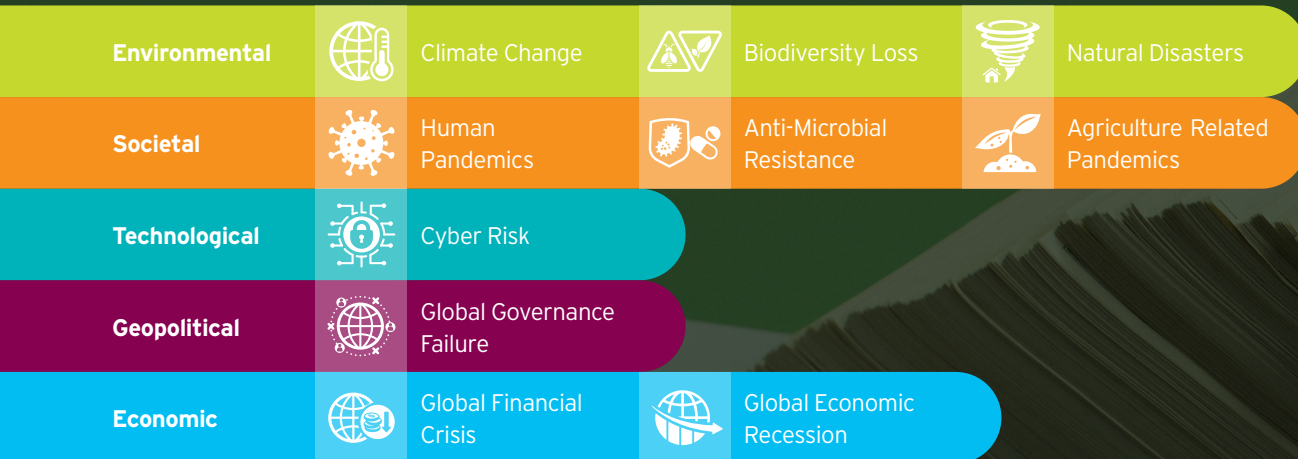 Environmental
Climate Change
Biodiversity Loss
Natural Disasters
Societal
Human
Pandemics
Anti-Microbial
Resistance
Agriculture Related
Pandemics
Technological
Cyber Risk
Geopolitical
Global Governance
Failure
Economic
Global Financial
Crisis
Global Economic
Recession